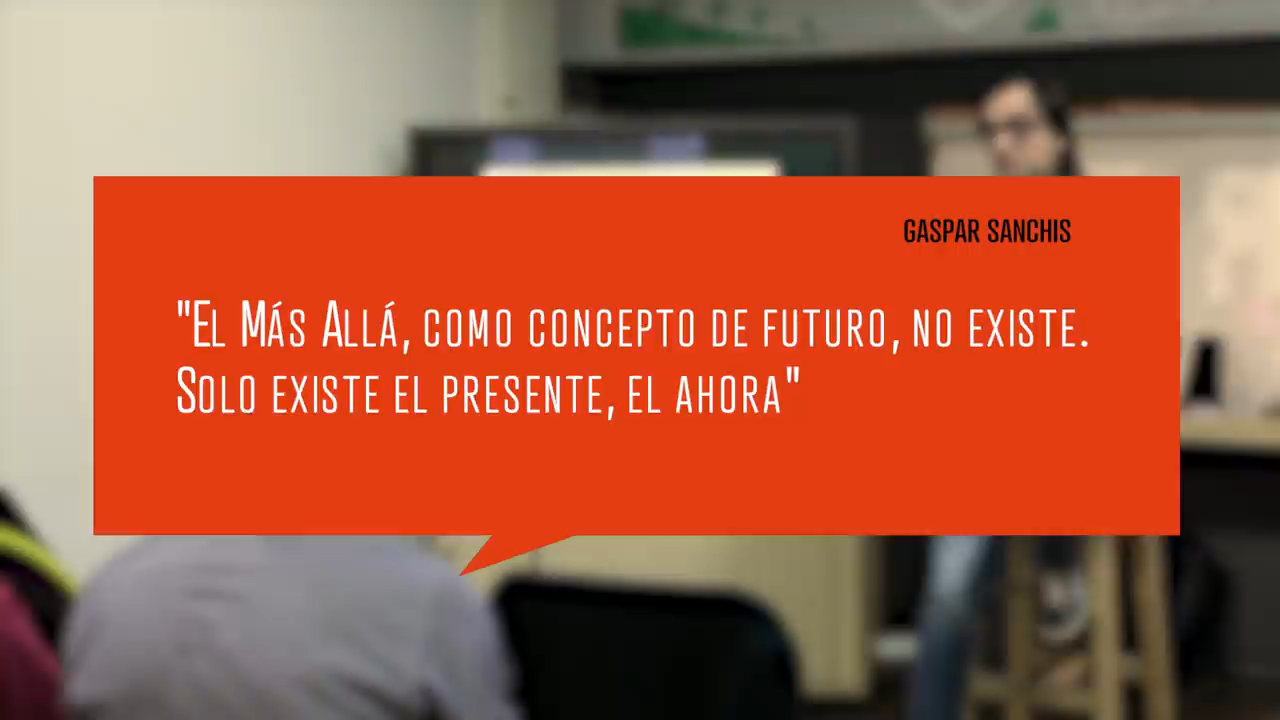 GASPAR SANCHIS
"El Más Allá, como concepto de futuro, no existe.
Solo existe el presente, el ahora"